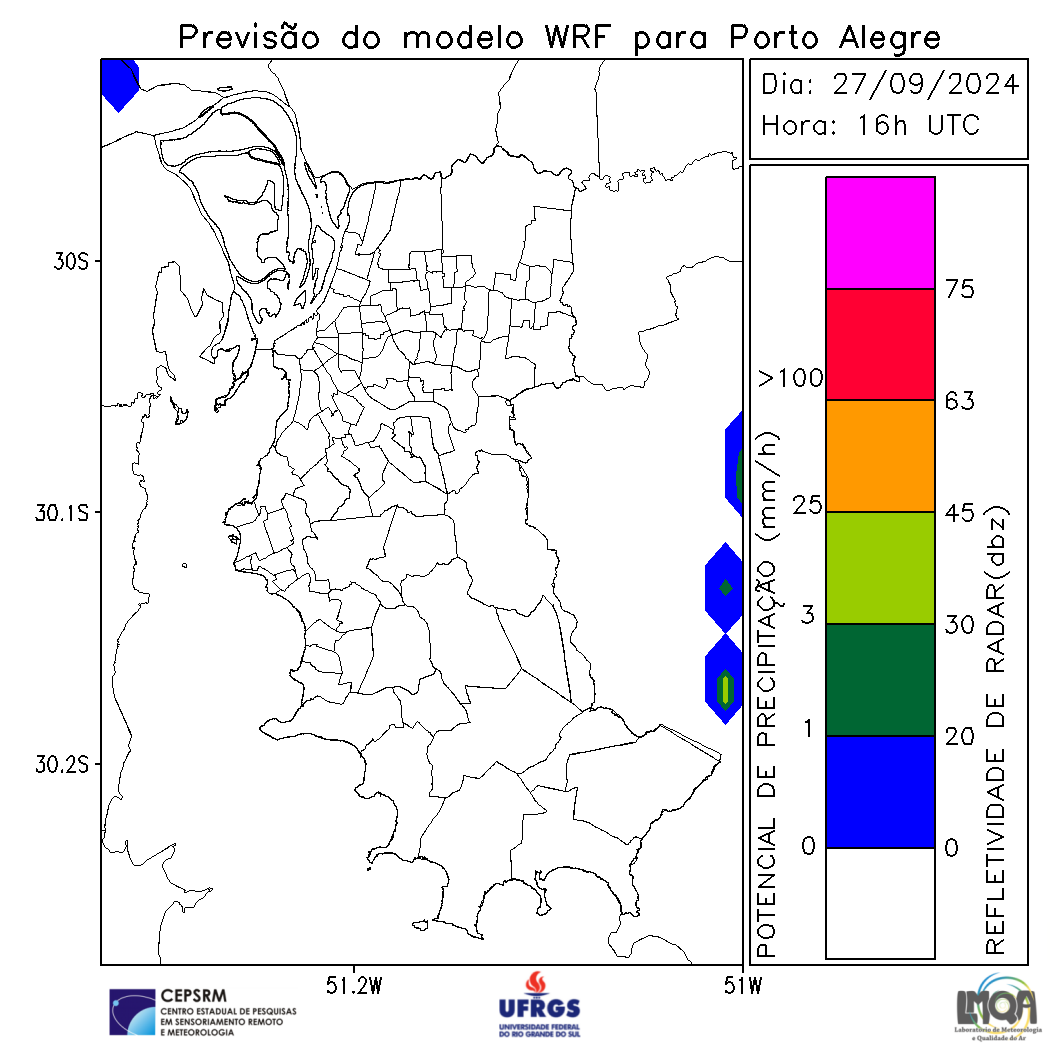 Previsão do modelo WRF para Porto Alegre
Dia: 27/09/2024
Hora: 16h UTC
30S
30.1S
30.2S
51.2W
51W
POTENCIAL DE PRECIPITAÇÃO (mm/h)
>100
25
3
1
0
75
63
45
30
20
0
REFLETIVIDADE DE RADAR(dbz)
CEPSRM
CENTRO ESTADUAL DE PESQUISAS
EM SENSORIAMENTO REMOTO
E METEOROLOGIA
UFRGS
UNIVERSIDADE FEDERAL
DO RIO GRANDE DO SUL
LMQA
Laboratório de Meteorologia
e Qualidade do Ar